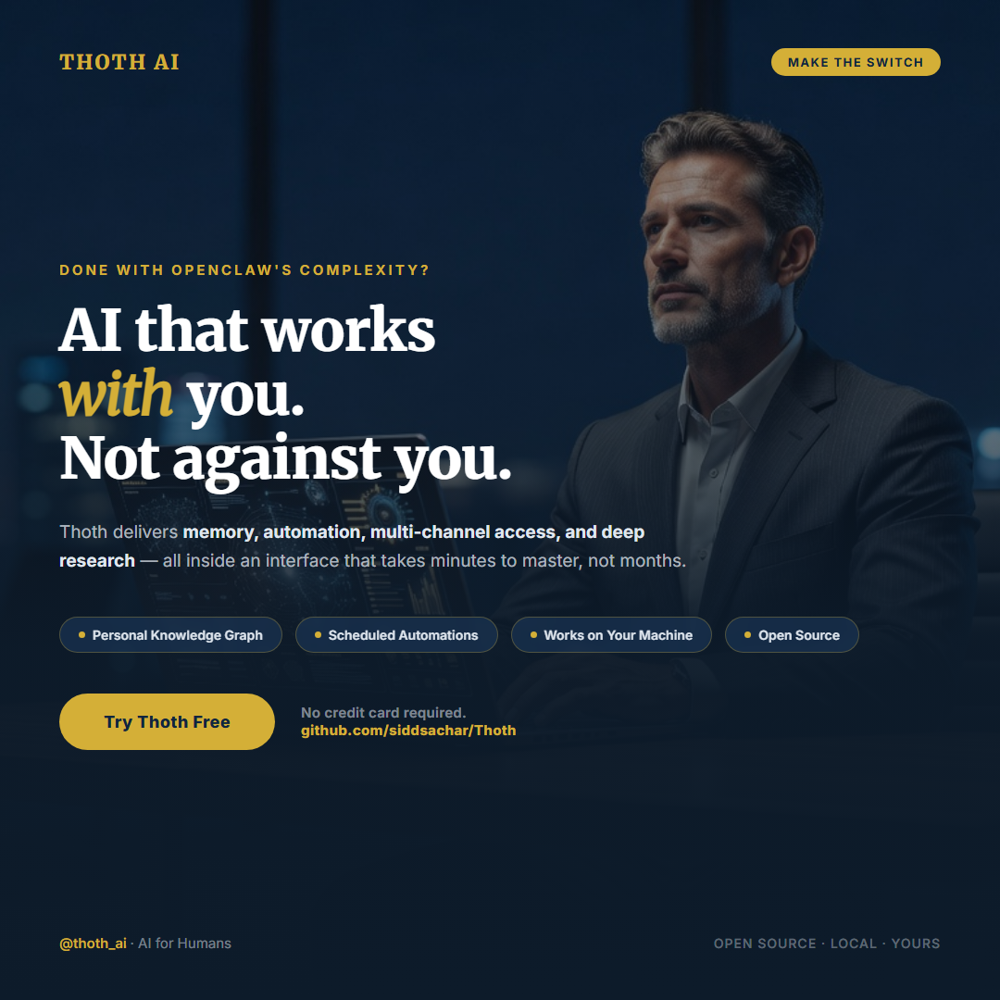 THOTH AI
MAKE THE SWITCH
DONE WITH OPENCLAW'S COMPLEXITY?
AI that works
with you.
Not against you.
Thoth delivers memory, automation, multi-channel access, and deep
research — all inside an interface that takes minutes to master, not months.
Personal Knowledge Graph
Scheduled Automations
Works on Your Machine
Open Source
Try Thoth Free
No credit card required.
github.com/siddsachar/Thoth
@thoth_ai · AI for Humans
OPEN SOURCE · LOCAL · YOURS